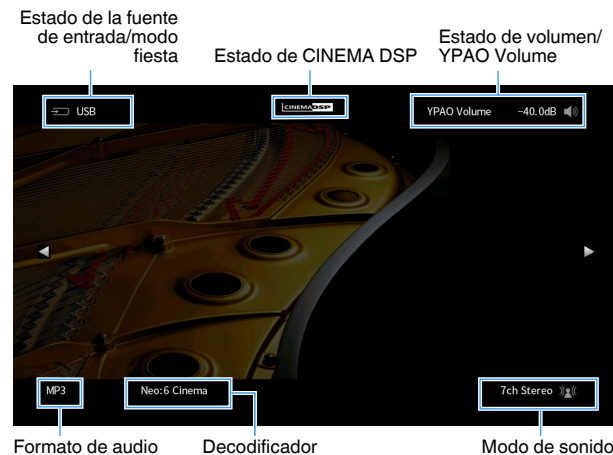 Estado de la fuente
de entrada/modo
fiesta
Estado de CINEMA DSP
Estado de volumen/
YPAO Volume
USB
CINEMA DSP
YPAO Volume -40.0dB
MP3
Neo:6 Cinema
7ch Stereo
Formato de audio
Decodificador
Modo de sonido